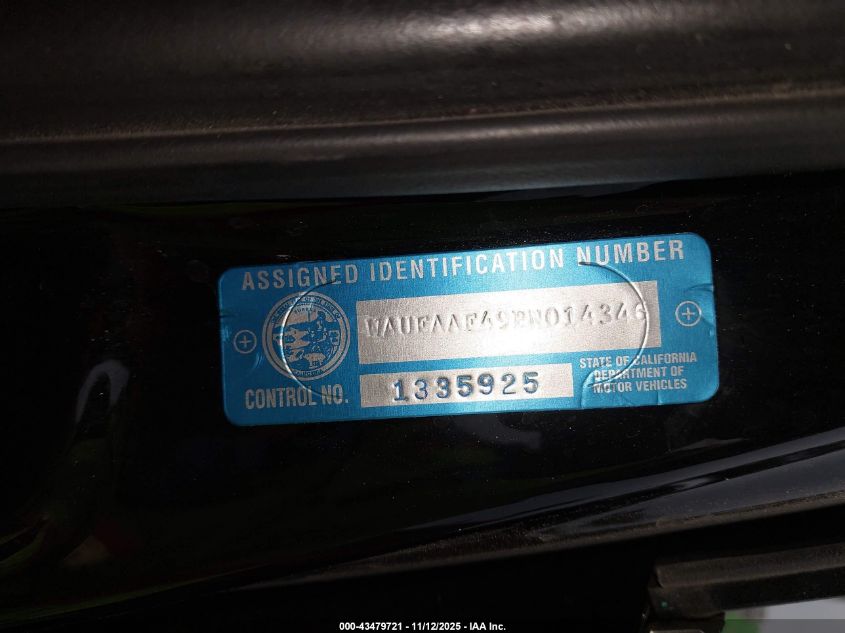 ASSIGNED IDENTIFICATION NUMBER
WAUEAAF49PN014346
CONTROL NO. 1335925
STATE OF CALIFORNIA
DEPARTMENT OF
MOTOR VEHICLES
000-43479721 - 11/12/2025 - IAA Inc.